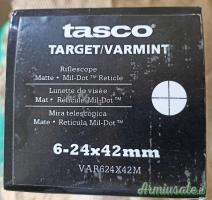 tasco®
TARGET/VARMINT
Riflescope
Matte • Mil-Dot™ Reticle
Lunette de visée
Mat • Réticule Mil-Dot™
Mira telescópica
Mate • Retícula Mil-Dot™
6-24x42mm
VAR624X42M
Armiusate.it